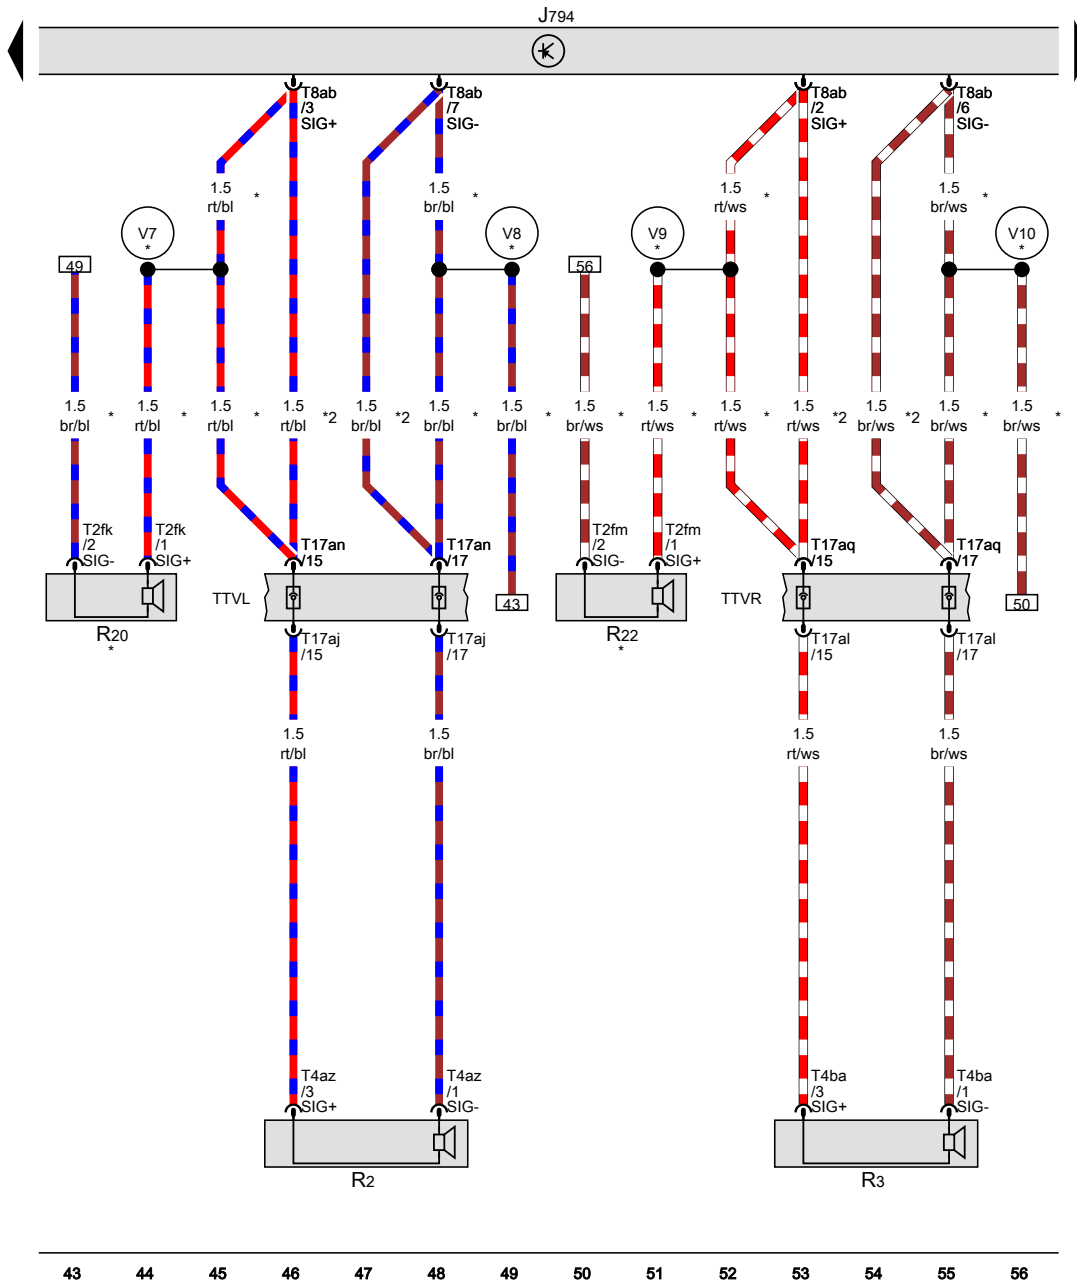 J794
T8ab
/3
SIG+
T8ab
/7
SIG-
T8ab
/2
SIG+
T8ab
/6
SIG-
1.5
rt/bl
*
1.5
br/bl
*
1.5
rt/ws
*
1.5
br/ws
*
V7
*
V8
*
V9
*
V10
*
49
56
1.5
br/bl
*
1.5
rt/bl
*
1.5
rt/bl
*
1.5
rt/bl
*2
1.5
br/bl
*2
1.5
br/bl
*
1.5
br/bl
*
1.5
br/ws
*
1.5
rt/ws
*
1.5
rt/ws
*
1.5
rt/ws
*2
1.5
br/ws
*2
1.5
br/ws
*
1.5
br/ws
*
T2fk
/2
SIG-
T2fk
/1
SIG+
T17an
/15
T17an
/17
T2fm
/2
SIG-
T2fm
/1
SIG+
T17aq
/15
T17aq
/17
TTVL
43
TTVR
50
R20
*
R22
*
T17aj
/15
T17aj
/17
T17al
/15
T17al
/17
1.5
rt/bl
1.5
br/bl
1.5
rt/ws
1.5
br/ws
T4az
/3
SIG+
T4az
/1
SIG-
T4ba
/3
SIG+
T4ba
/1
SIG-
R2
R3
43 44 45 46 47 48 49 50 51 52 53 54 55 56